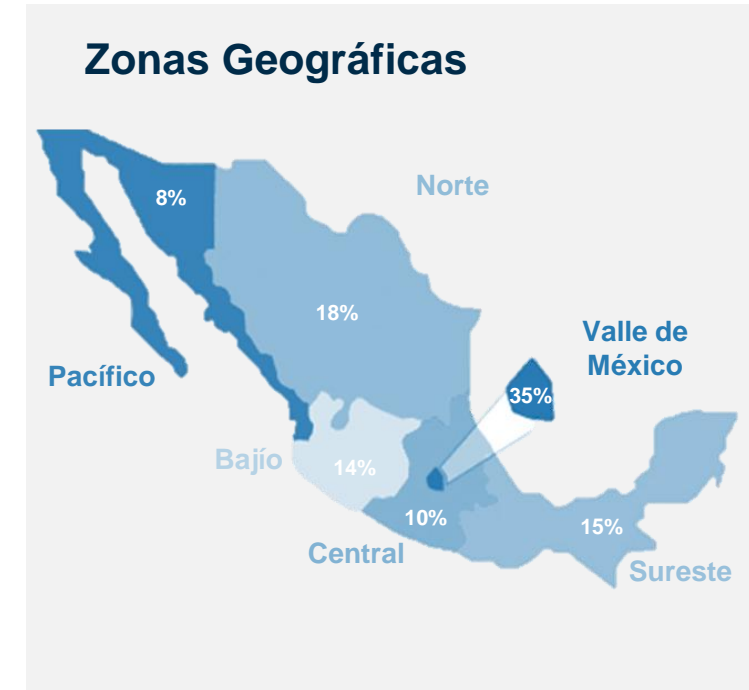 Zonas Geográficas
8%
Norte
18%
Valle de
México
35%
Pacífico
Bajío
14%
10%
15%
Central
Sureste